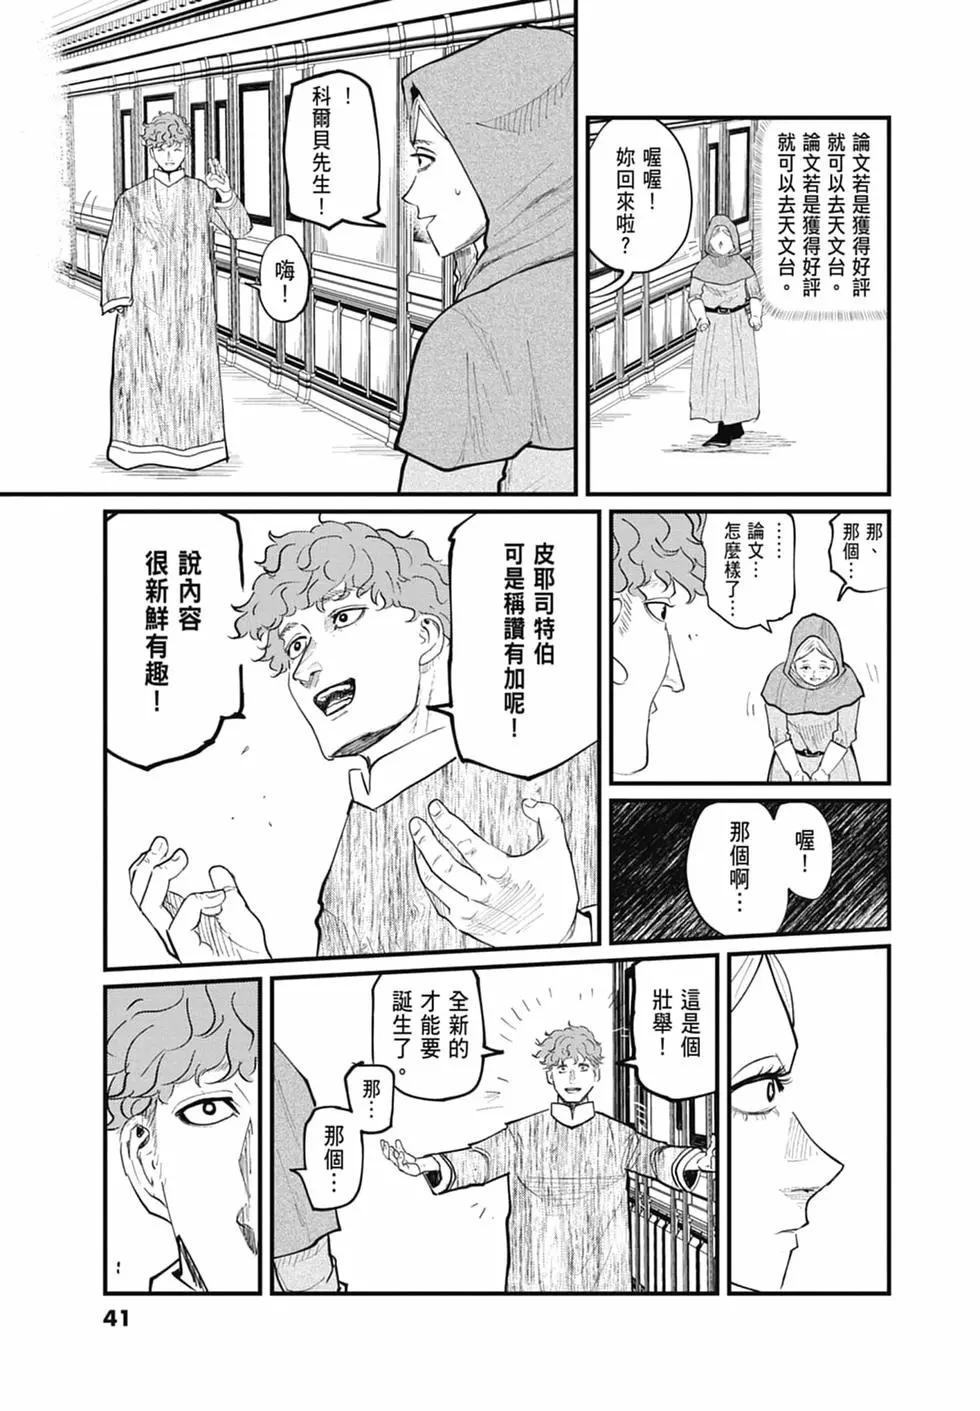 論文若是獲得好評
就可以去天文台。
論文若是獲得好評
就可以去天文台。
喔喔！
妳回來啦？
！
科爾貝先生！
嗨！
那、
那個…
……
論文…
怎麼樣了…
喔！
那個啊…
皮耶司特伯
可是稱讚有加呢！
說內容
很新鮮有趣！
這是個
壯舉！
全新的
才能要
誕生了。
那…
那個…
41